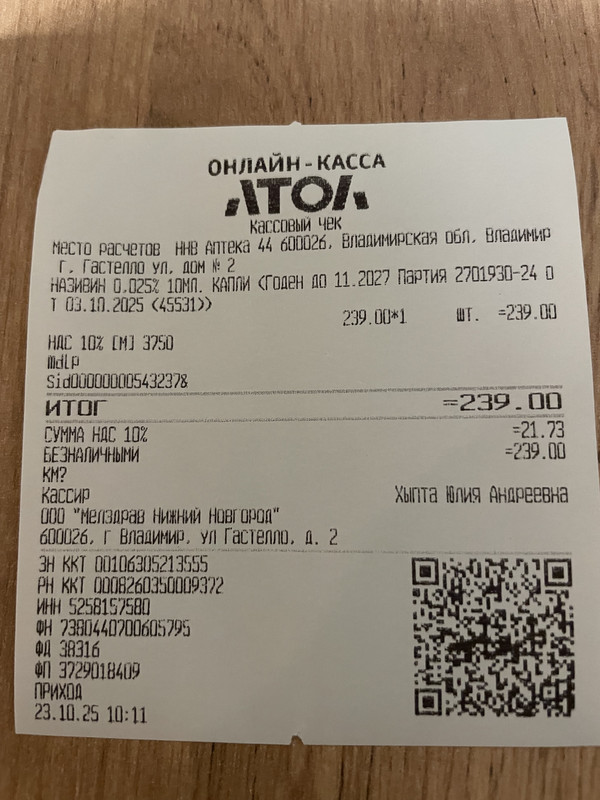 ОНЛАЙН-КАССА
АТОЛ
КАССОВЫЙ ЧЕК
МЕСТО РАСЧЕТОВ ННВ АПТЕКА 44 600026, ВЛАДИМИРСКАЯ ОБЛ, ВЛАДИМИР
Г, ГАСТЕЛЛО УЛ, ДОМ № 2
НАЗИВИН 0.025% 10МЛ. КАПЛИ <ГОДЕН ДО 11.2027 ПАРТИЯ 270193D-24 О
Т 03.10.2025 (45531)>
239.00*1 ШТ. =239.00
НДС 10% [М] 3750
mdlp
Sid00000000543237&
ИТОГ =239.00
СУММА НДС 10% =21.73
БЕЗНАЛИЧНЫМИ =239.00
КМ?
КАССИР ХЫПТА ЮЛИЯ АНДРЕЕВНА
ООО "МЕЛЗДРАВ НИЖНИЙ НОВГОРОД"
600026, Г ВЛАДИМИР, УЛ ГАСТЕЛЛО, Д. 2
ЗН ККТ 00106305213555
РН ККТ 0008260350009372
ИНН 5258157580
ФН 7380440700605795
ФД 38316
ФП 3729018409
ПРИХОД
23.10.25 10:11